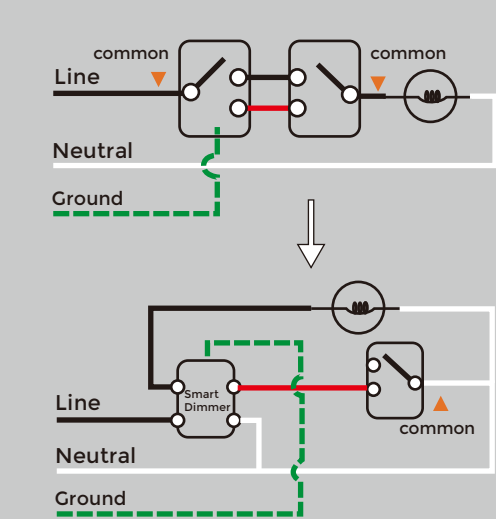 common
common
Line
Neutral
Ground
Smart
Dimmer
Line
common
Neutral
Ground